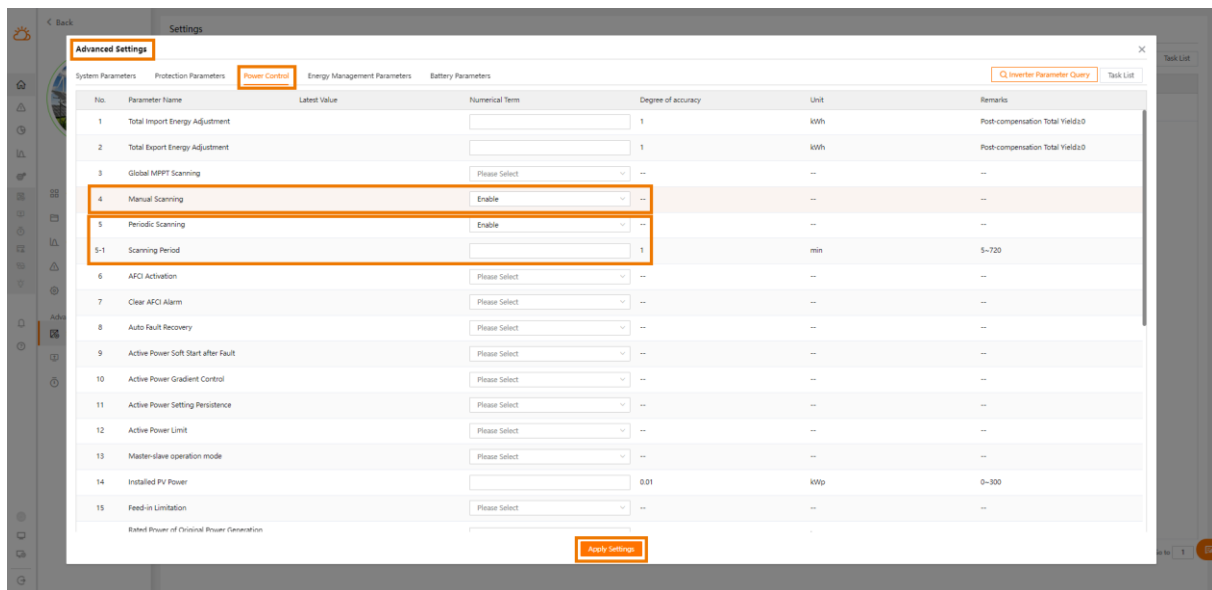 Back
Settings
Advanced Settings
Task List
System Parameters Protection Parameters Power Control Energy Management Parameters Battery Parameters Inverter Parameter Query Task List
No. Parameter Name Latest Value Numerical Term Degree of accuracy Unit Remarks
1 Total Import Energy Adjustment 1 kWh Post-compensation Total Yield≥0
2 Total Export Energy Adjustment 1 kWh Post-compensation Total Yield≥0
3 Global MPPT Scanning Please Select -- -- --
4 Manual Scanning Enable -- -- --
5 Periodic Scanning Enable -- -- --
5-1 Scanning Period 1 min 5~720
6 AFCI Activation Please Select -- -- --
7 Clear AFCI Alarm Please Select -- -- --
Adva
8 Auto Fault Recovery Please Select -- -- --
9 Active Power Soft Start after Fault Please Select -- -- --
10 Active Power Gradient Control Please Select -- -- --
11 Active Power Setting Persistence Please Select -- -- --
12 Active Power Limit Please Select -- -- --
13 Master-slave operation mode Please Select -- -- --
14 Installed PV Power 0.01 kWp 0~300
15 Feed-in Limitation Please Select -- -- --
Rated Power of Original Power Generation
Apply Settings
to 1